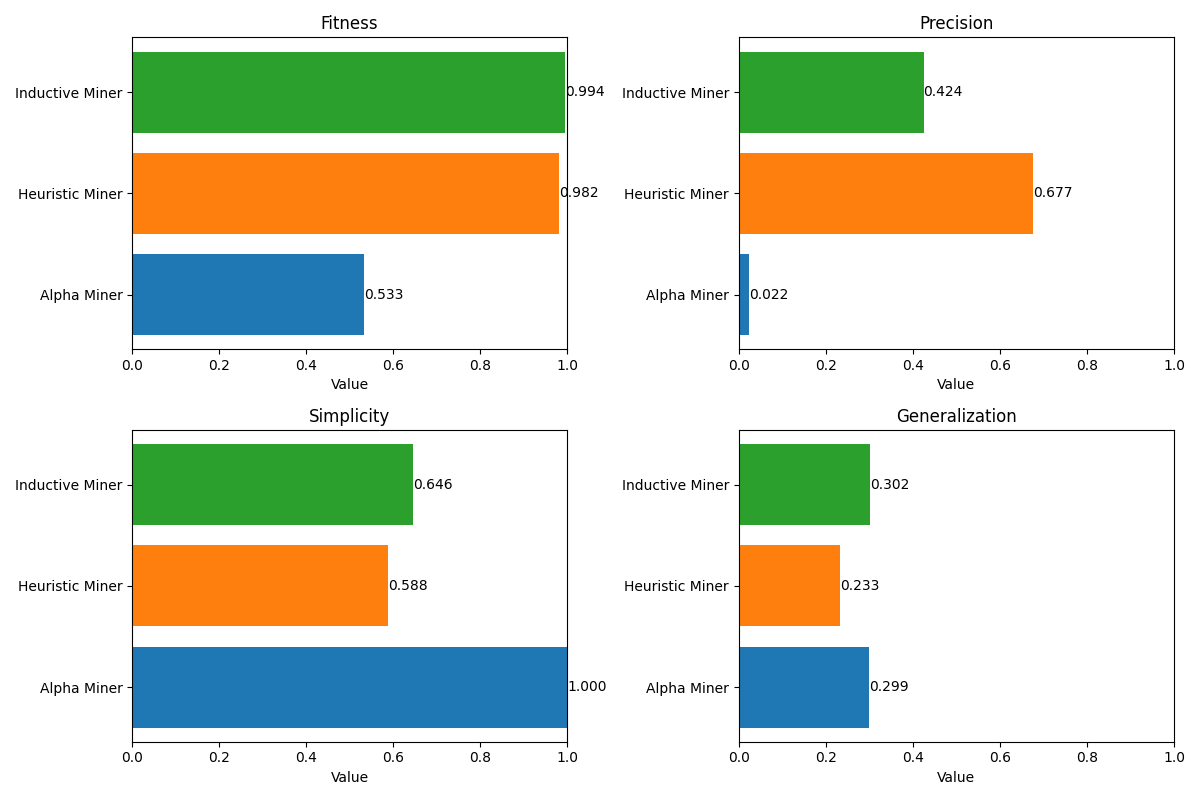 Fitness
Inductive Miner
0.994
Heuristic Miner
0.982
Alpha Miner
0.533
0.0 0.2 0.4 0.6 0.8 1.0
Value
Precision
Inductive Miner
0.424
Heuristic Miner
0.677
Alpha Miner
0.022
0.0 0.2 0.4 0.6 0.8 1.0
Value
Simplicity
Inductive Miner
0.646
Heuristic Miner
0.588
Alpha Miner
1.000
0.0 0.2 0.4 0.6 0.8 1.0
Value
Generalization
Inductive Miner
0.302
Heuristic Miner
0.233
Alpha Miner
0.299
0.0 0.2 0.4 0.6 0.8 1.0
Value